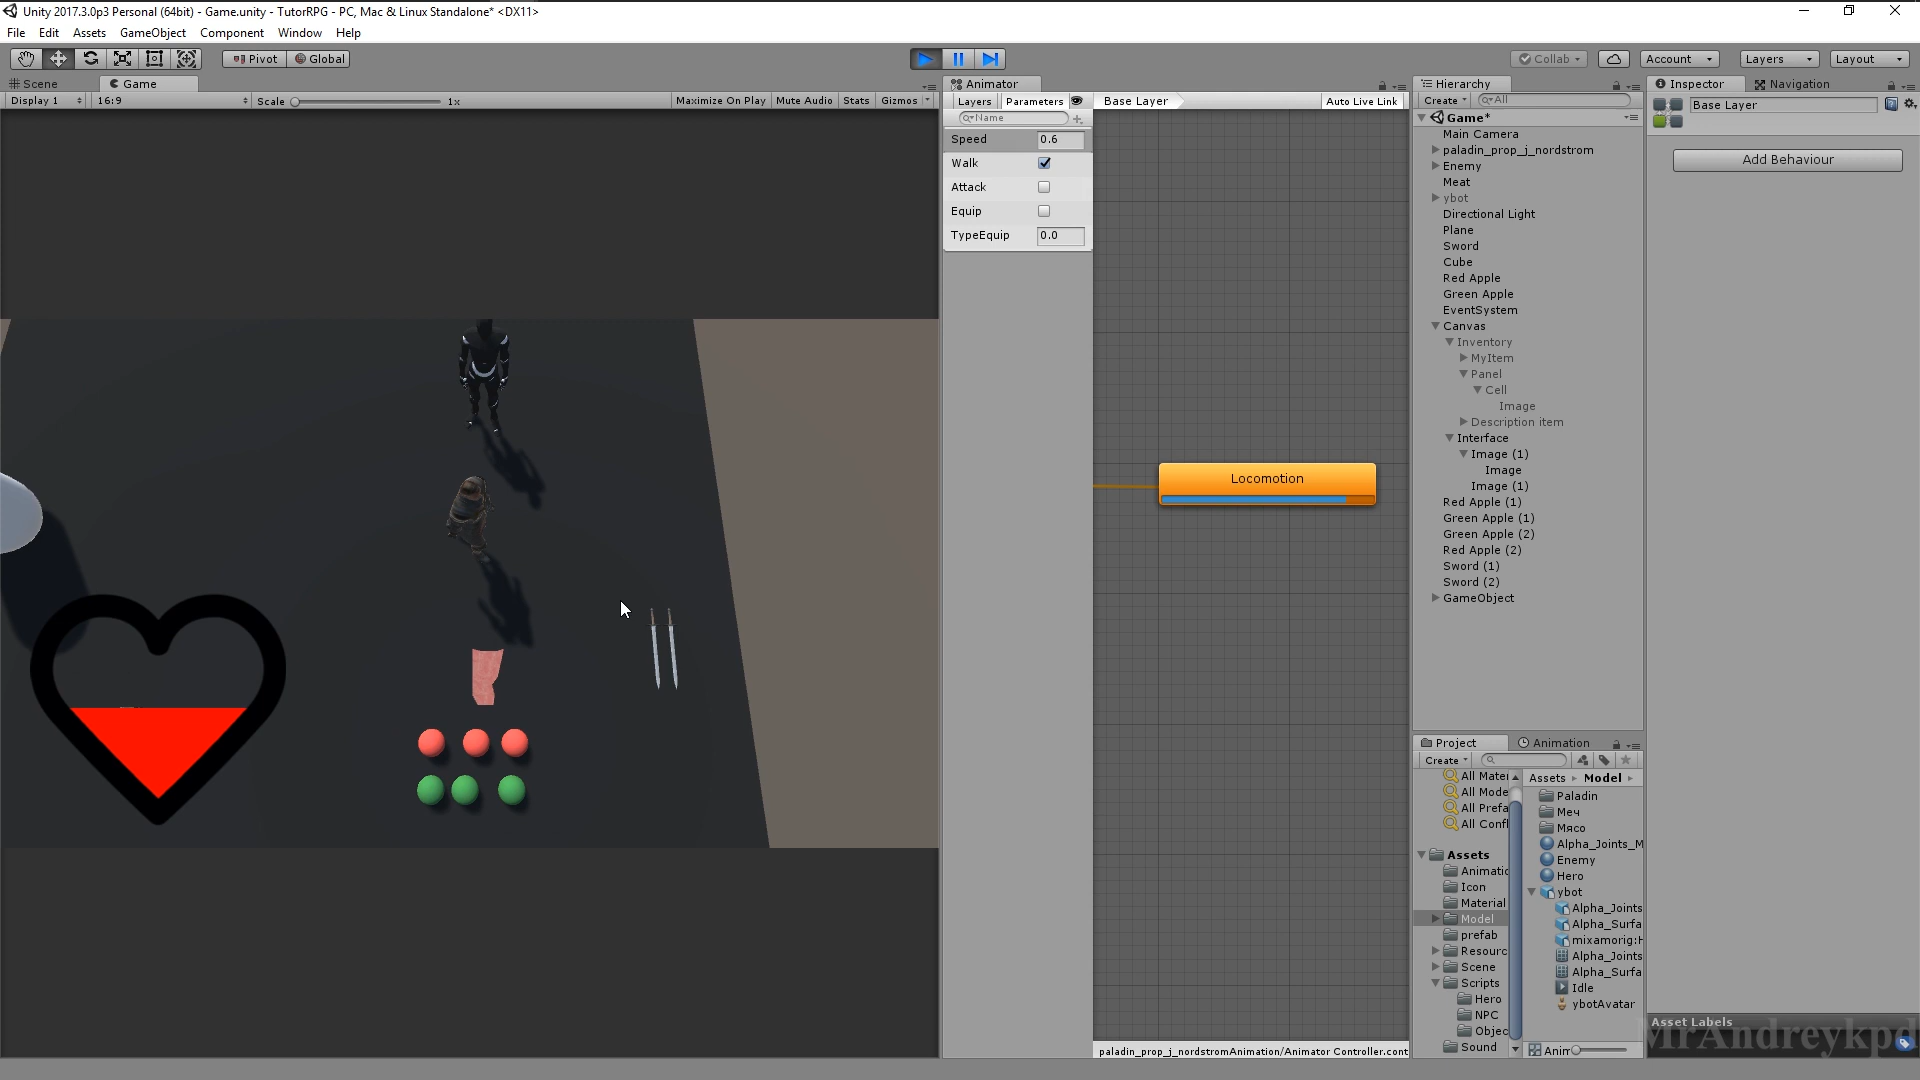 Unity 2017.3.0p3 Personal (64bit) - Game.unity - TutorRPG - PC, Mac & Linux Standalone* <DX11>
File Edit Assets GameObject Component Window Help
Pivot Global Collab Account Layers Layout
Scene Game
Display 1 16:9 Scale 1x Maximize On Play Mute Audio Stats Gizmos
Animator
Layers Parameters Base Layer Auto Live Link
Name
Speed 0.6
Walk
Attack
Equip
TypeEquip 0.0
Locomotion
paladin_prop_j_nordstromAnimation/Animator Controller.cont
Hierarchy
Create All
Game*
Main Camera
paladin_prop_j_nordstrom
Enemy
Meat
ybot
Directional Light
Plane
Sword
Cube
Red Apple
Green Apple
EventSystem
Canvas
Inventory
MyItem
Panel
Cell
Image
Description item
Interface
Image (1)
Image
Image (1)
Red Apple (1)
Green Apple (1)
Green Apple (2)
Red Apple (2)
Sword (1)
Sword (2)
GameObject
Project Animation
Create
All Mater
All Mode
All Prefa
All Confl
Assets
Animatic
Icon
Material
Model
prefab
Resourc
Scene
Scripts
Hero
NPC
Objec
Sound
Assets Model
Paladin
Меч
Мясо
Alpha_Joints_M
Enemy
Hero
ybot
Alpha_Joints
Alpha_Surfa
mixamorig:H
Alpha_Joints
Alpha_Surfa
Idle
ybotAvatar
Anim
Inspector Navigation
Base Layer
Add Behaviour
Asset Labels
MrAndreykpd